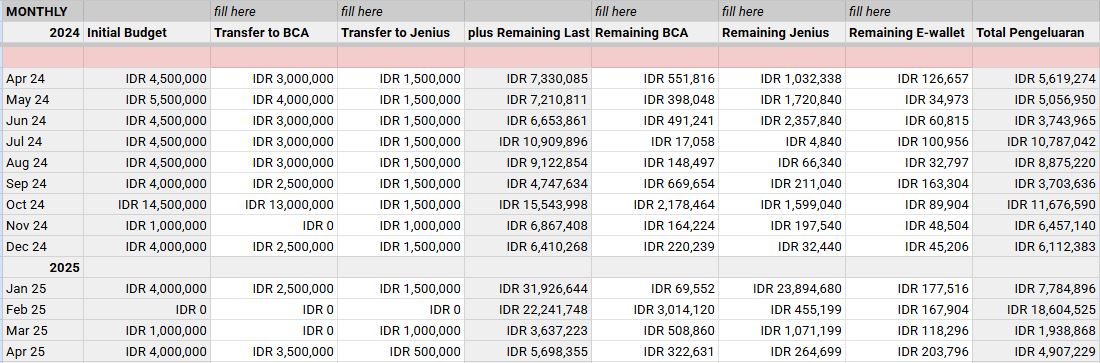 MONTHLY fill here fill here fill here fill here fill here
2024 Initial Budget Transfer to BCA Transfer to Jenius plus Remaining Last Remaining BCA Remaining Jenius Remaining E-wallet Total Pengeluaran
Apr 24 IDR 4,500,000 IDR 3,000,000 IDR 1,500,000 IDR 7,330,085 IDR 551,816 IDR 1,032,338 IDR 126,657 IDR 5,619,274
May 24 IDR 5,500,000 IDR 4,000,000 IDR 1,500,000 IDR 7,210,811 IDR 398,048 IDR 1,720,840 IDR 34,973 IDR 5,056,950
Jun 24 IDR 4,500,000 IDR 3,000,000 IDR 1,500,000 IDR 6,653,861 IDR 491,241 IDR 2,357,840 IDR 60,815 IDR 3,743,965
Jul 24 IDR 4,500,000 IDR 3,000,000 IDR 1,500,000 IDR 10,909,896 IDR 17,058 IDR 4,840 IDR 100,956 IDR 10,787,042
Aug 24 IDR 4,500,000 IDR 3,000,000 IDR 1,500,000 IDR 9,122,854 IDR 148,497 IDR 66,340 IDR 32,797 IDR 8,875,220
Sep 24 IDR 4,000,000 IDR 2,500,000 IDR 1,500,000 IDR 4,747,634 IDR 669,654 IDR 211,040 IDR 163,304 IDR 3,703,636
Oct 24 IDR 14,500,000 IDR 13,000,000 IDR 1,500,000 IDR 15,543,998 IDR 2,178,464 IDR 1,599,040 IDR 89,904 IDR 11,676,590
Nov 24 IDR 1,000,000 IDR 0 IDR 1,000,000 IDR 6,867,408 IDR 164,224 IDR 197,540 IDR 48,504 IDR 6,457,140
Dec 24 IDR 4,000,000 IDR 2,500,000 IDR 1,500,000 IDR 6,410,268 IDR 220,239 IDR 32,440 IDR 45,206 IDR 6,112,383
2025
Jan 25 IDR 4,000,000 IDR 2,500,000 IDR 1,500,000 IDR 31,926,644 IDR 69,552 IDR 23,894,680 IDR 177,516 IDR 7,784,896
Feb 25 IDR 0 IDR 0 IDR 0 IDR 22,241,748 IDR 3,014,120 IDR 455,199 IDR 167,904 IDR 18,604,525
Mar 25 IDR 1,000,000 IDR 0 IDR 1,000,000 IDR 3,637,223 IDR 508,860 IDR 1,071,199 IDR 118,296 IDR 1,938,868
Apr 25 IDR 4,000,000 IDR 3,500,000 IDR 500,000 IDR 5,698,355 IDR 322,631 IDR 264,699 IDR 203,796 IDR 4,907,229